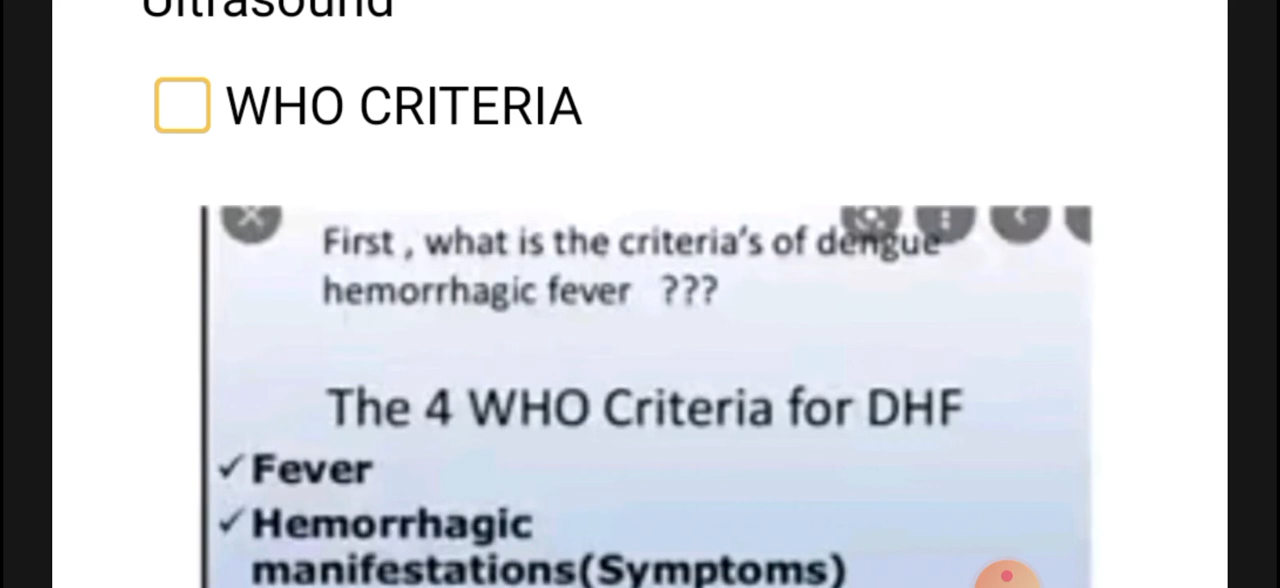 Ultrasound
WHO CRITERIA
First , what is the criteria's of dengue
hemorrhagic fever ???
The 4 WHO Criteria for DHF
✓ Fever
✓ Hemorrhagic
manifestations(Symptoms)